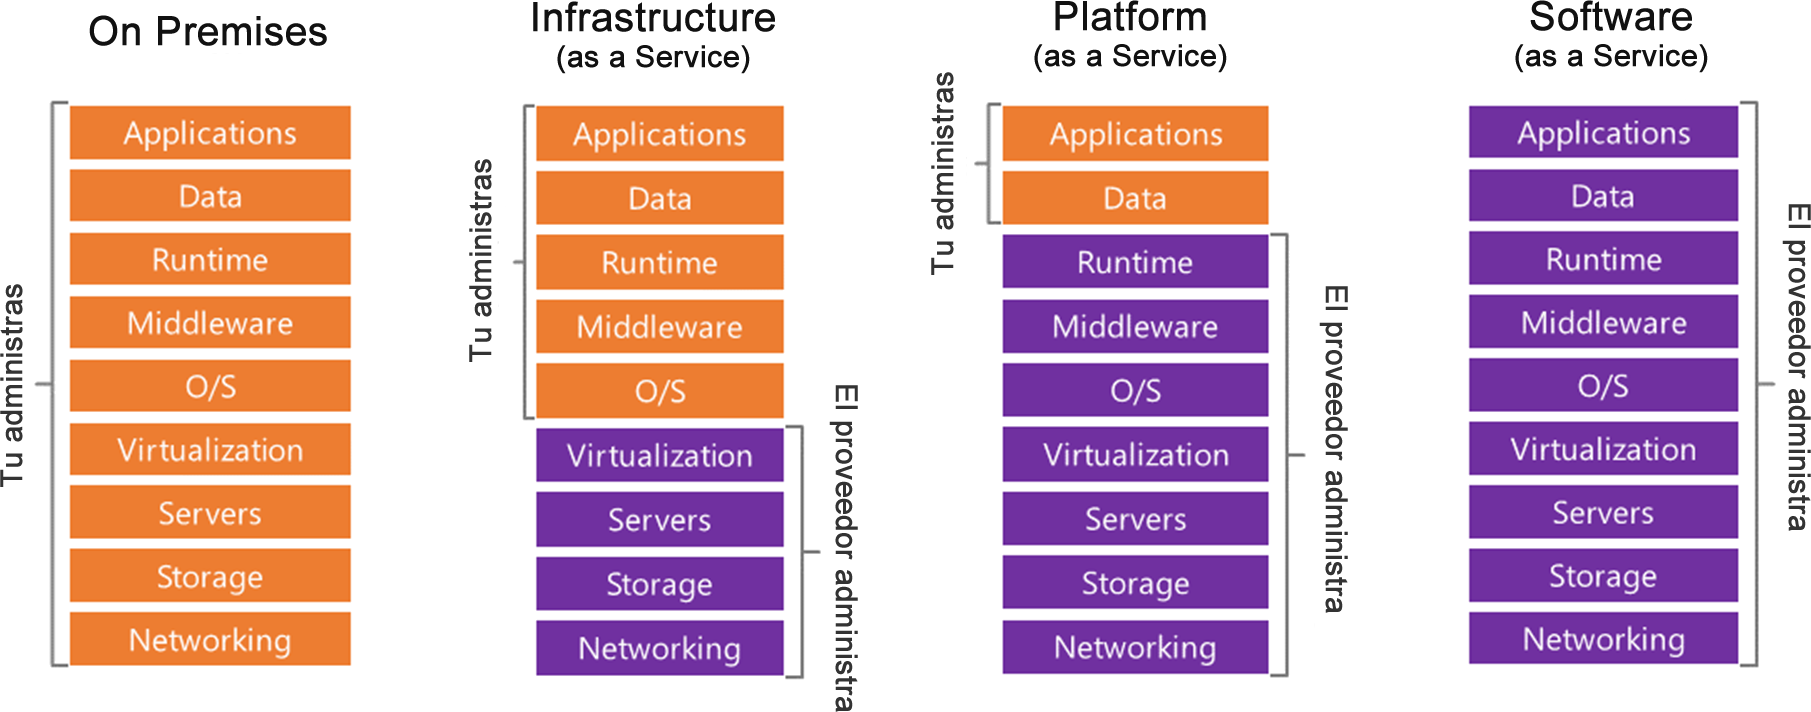 On Premises
Tu administras
Applications
Data
Runtime
Middleware
O/S
Virtualization
Servers
Storage
Networking
Infrastructure
(as a Service)
Tu administras
Applications
Data
Runtime
Middleware
O/S
Virtualization
Servers
Storage
Networking
El proveedor administra
Platform
(as a Service)
Tu administras
Applications
Data
Runtime
Middleware
O/S
Virtualization
Servers
Storage
Networking
El proveedor administra
Software
(as a Service)
Applications
Data
Runtime
Middleware
O/S
Virtualization
Servers
Storage
Networking
El proveedor administra